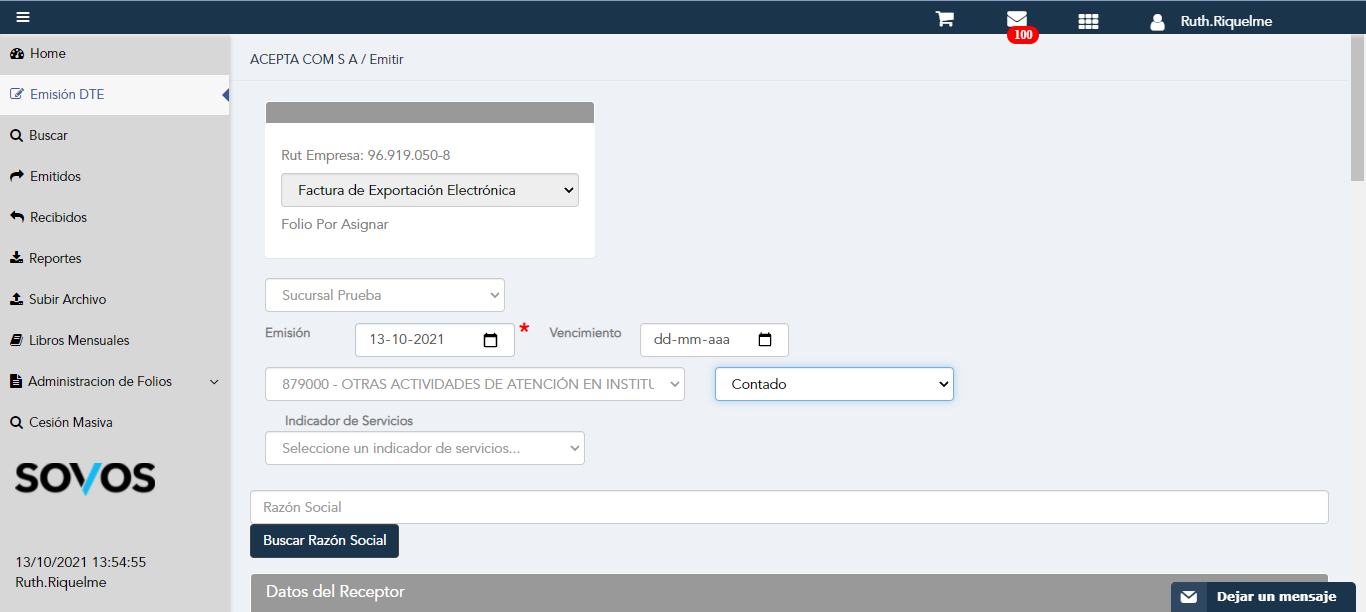 Ruth.Riquelme
100
Home
Emisión DTE
Buscar
Emitidos
Recibidos
Reportes
Subir Archivo
Libros Mensuales
Administracion de Folios
Cesión Masiva
SOVOS
13/10/2021 13:54:55
Ruth.Riquelme
ACEPTA COM S A / Emitir
Rut Empresa: 96.919.050-8
Factura de Exportación Electrónica
Folio Por Asignar
Sucursal Prueba
Emisión 13-10-2021 * Vencimiento dd-mm-aaa
879000 - OTRAS ACTIVIDADES DE ATENCIÓN EN INSTITU Contado
Indicador de Servicios
Seleccione un indicador de servicios...
Razón Social
Buscar Razón Social
Datos del Receptor
Dejar un mensaje